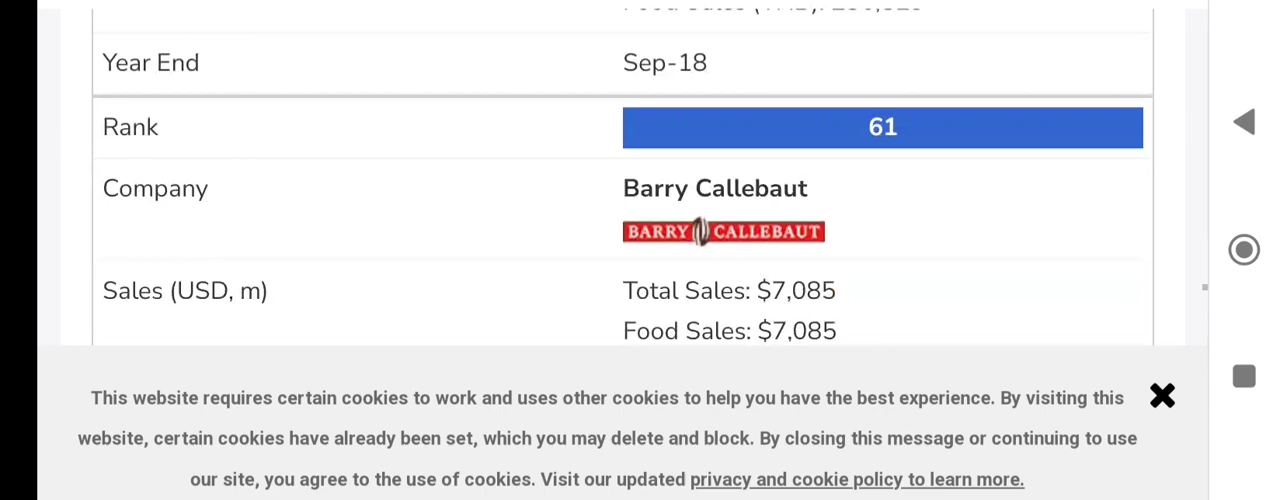 Year End Sep-18
Rank 61
Company Barry Callebaut
BARRY CALLEBAUT
Sales (USD, m) Total Sales: $7,085
Food Sales: $7,085
This website requires certain cookies to work and uses other cookies to help you have the best experience. By visiting this
website, certain cookies have already been set, which you may delete and block. By closing this message or continuing to use
our site, you agree to the use of cookies. Visit our updated privacy and cookie policy to learn more.